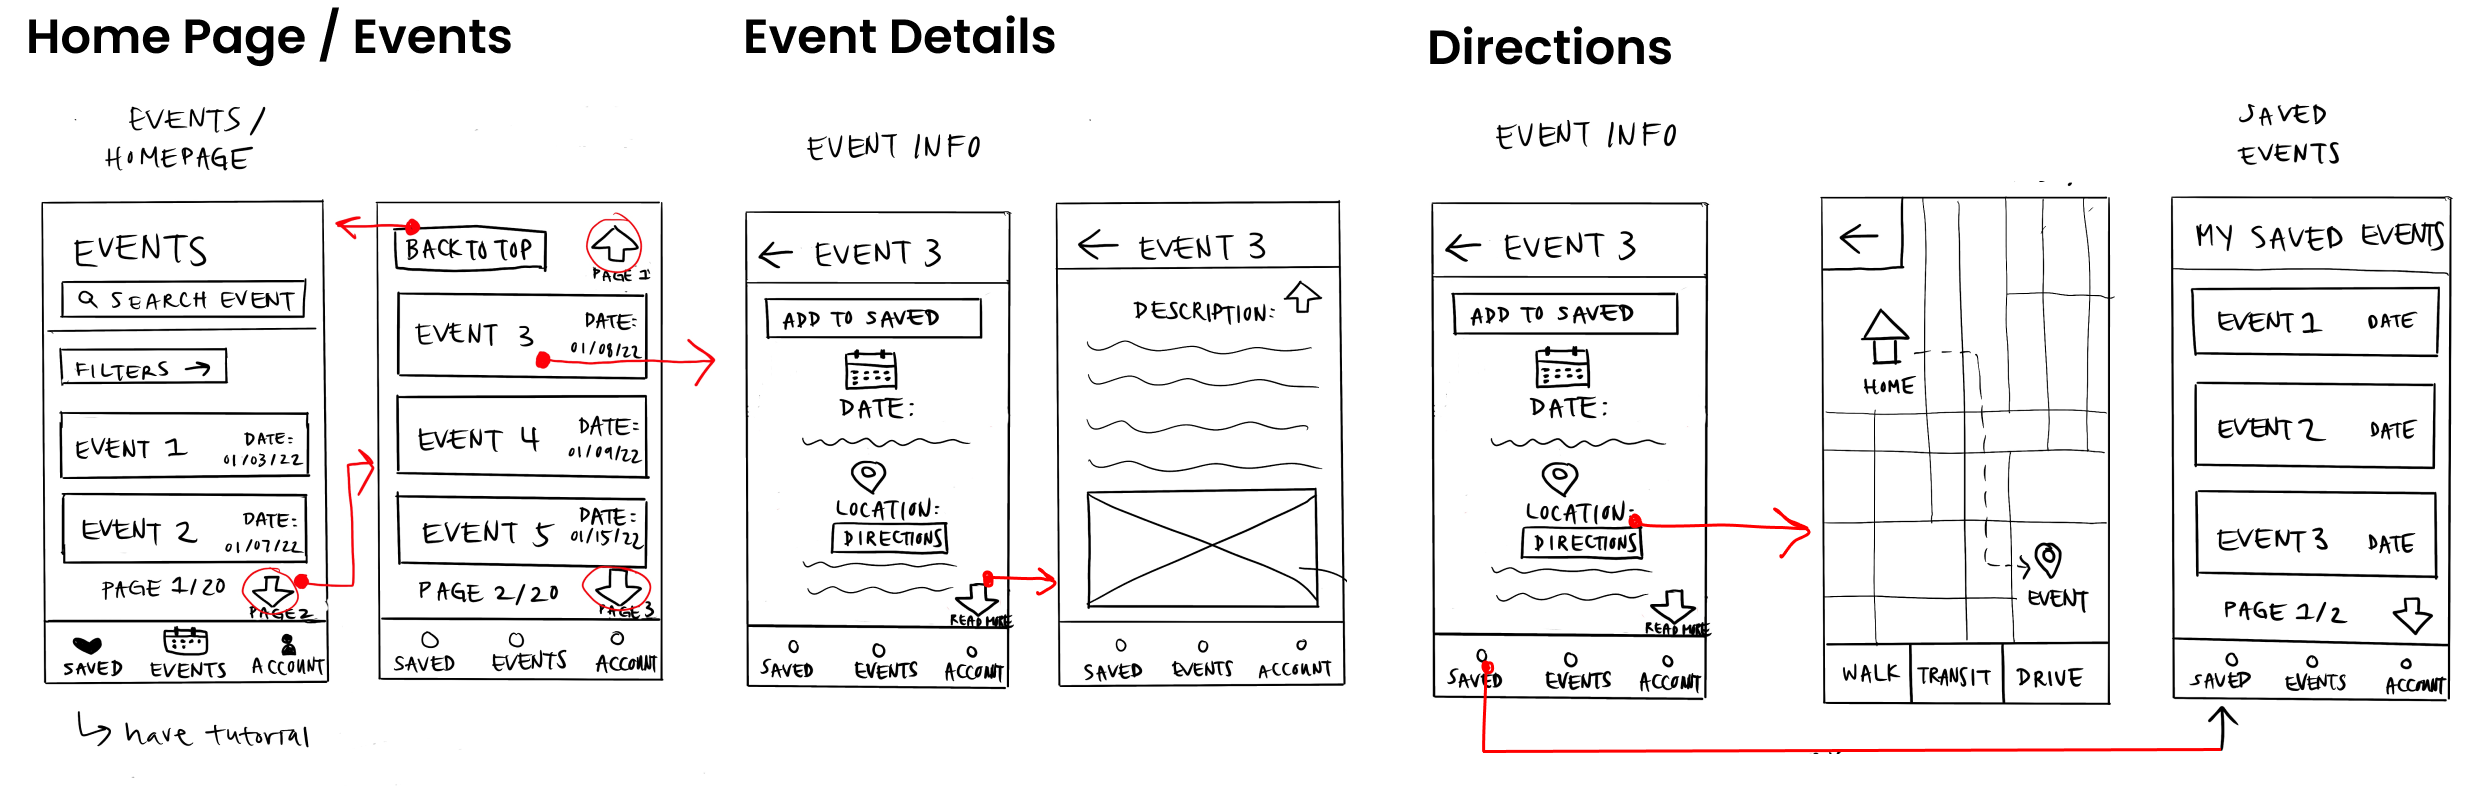 Home Page / Events
Event Details
Directions
EVENTS /
HOMEPAGE
EVENTS
SEARCH EVENT
FILTERS →
EVENT 1
DATE:
01/03/22
EVENT 2
DATE:
01/07/22
PAGE 1/20
PAGE 2
SAVED
EVENTS
ACCOUNT
have tutorial
BACK TO TOP
PAGE 1
EVENT 3
DATE:
01/08/22
EVENT 4
DATE:
01/09/22
EVENT 5
DATE:
01/15/22
PAGE 2/20
PAGE 3
SAVED
EVENTS
ACCOUNT
EVENT INFO
← EVENT 3
ADD TO SAVED
DATE:
LOCATION:
DIRECTIONS
READ MORE
SAVED
EVENTS
ACCOUNT
← EVENT 3
DESCRIPTION:
SAVED
EVENTS
ACCOUNT
EVENT INFO
← EVENT 3
ADD TO SAVED
DATE:
LOCATION:
DIRECTIONS
READ MORE
SAVED
EVENTS
ACCOUNT
←
HOME
EVENT
WALK
TRANSIT
DRIVE
SAVED
EVENTS
MY SAVED EVENTS
EVENT 1
DATE
EVENT 2
DATE
EVENT 3
DATE
PAGE 1/2
SAVED
EVENTS
ACCOUNT